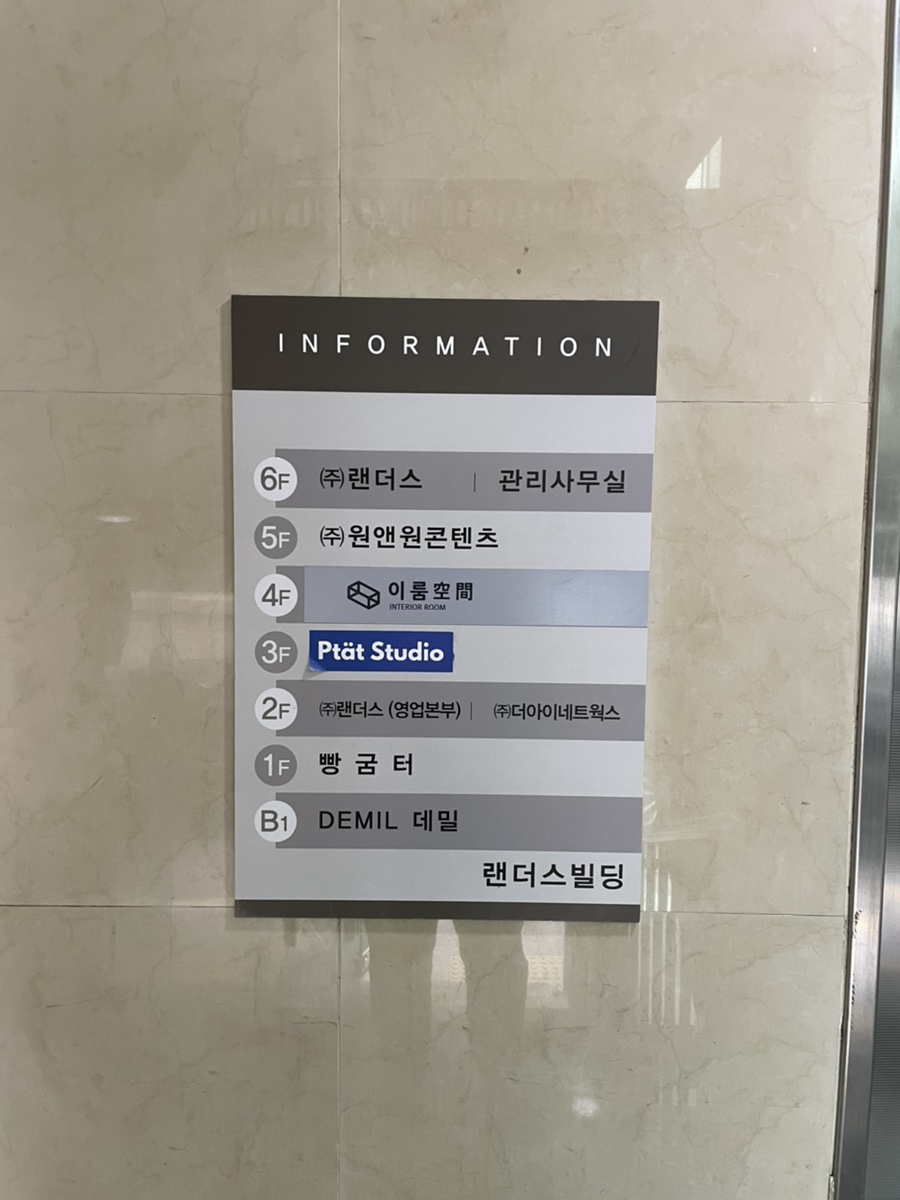 INFORMATION
6F ㈜랜더스 | 관리사무실
5F ㈜원앤원콘텐츠
4F 이룸空間
INTERIOR ROOM
3F Ptät Studio
2F ㈜랜더스 (영업본부) | ㈜더아이네트웍스
1F 빵 굼 터
B1 DEMIL 데밀
랜더스빌딩